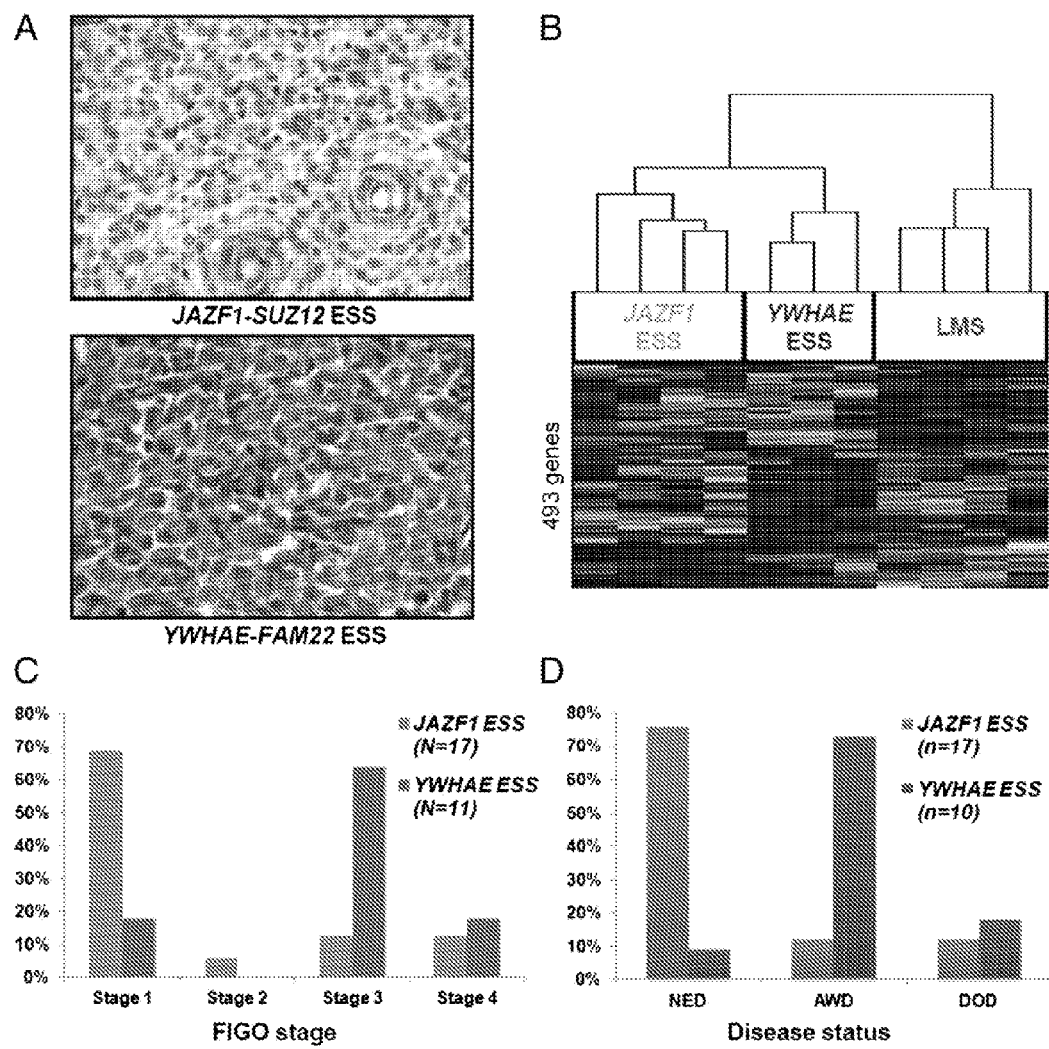 A
JAZF1-SUZ12 ESS
YWHAE-FAM22 ESS
B
JAZF1
ESS
YWHAE
ESS
LMS
493 genes
C
80%
70%
60%
50%
40%
30%
20%
10%
0%
JAZF1 ESS
(N=17)
YWHAE ESS
(N=11)
Stage 1
Stage 2
Stage 3
Stage 4
FIGO stage
D
80%
70%
60%
50%
40%
30%
20%
10%
0%
JAZF1 ESS
(n=17)
YWHAE ESS
(n=10)
NED
AWD
DOD
Disease status